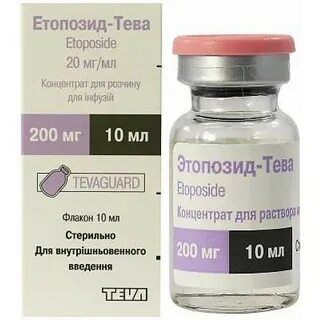 Етопозид-Тева
Etoposide
20 мг/мл
Концентрат для розчину
для інфузій
200 мг 10 мл
TEVAGUARD
Флакон 10 мл
Стерильно
Для внутрішньовенного
введення
TEVA
Этопозид-Тева
Etoposide
Концентрат для раствора
200 мг 10 мл